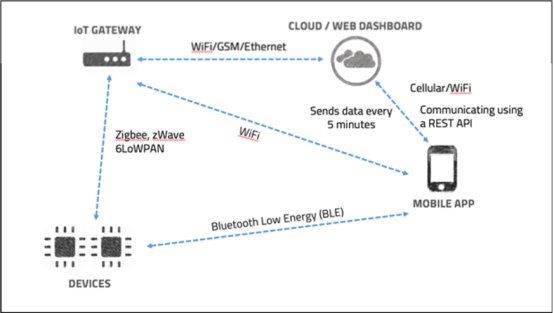 IoT GATEWAY
CLOUD / WEB DASHBOARD
WiFi/GSM/Ethernet
Cellular/WiFi
Sends data every
5 minutes
Communicating using
a REST API
Zigbee, zWave
6LoWPAN
WiFi
MOBILE APP
Bluetooth Low Energy (BLE)
DEVICES